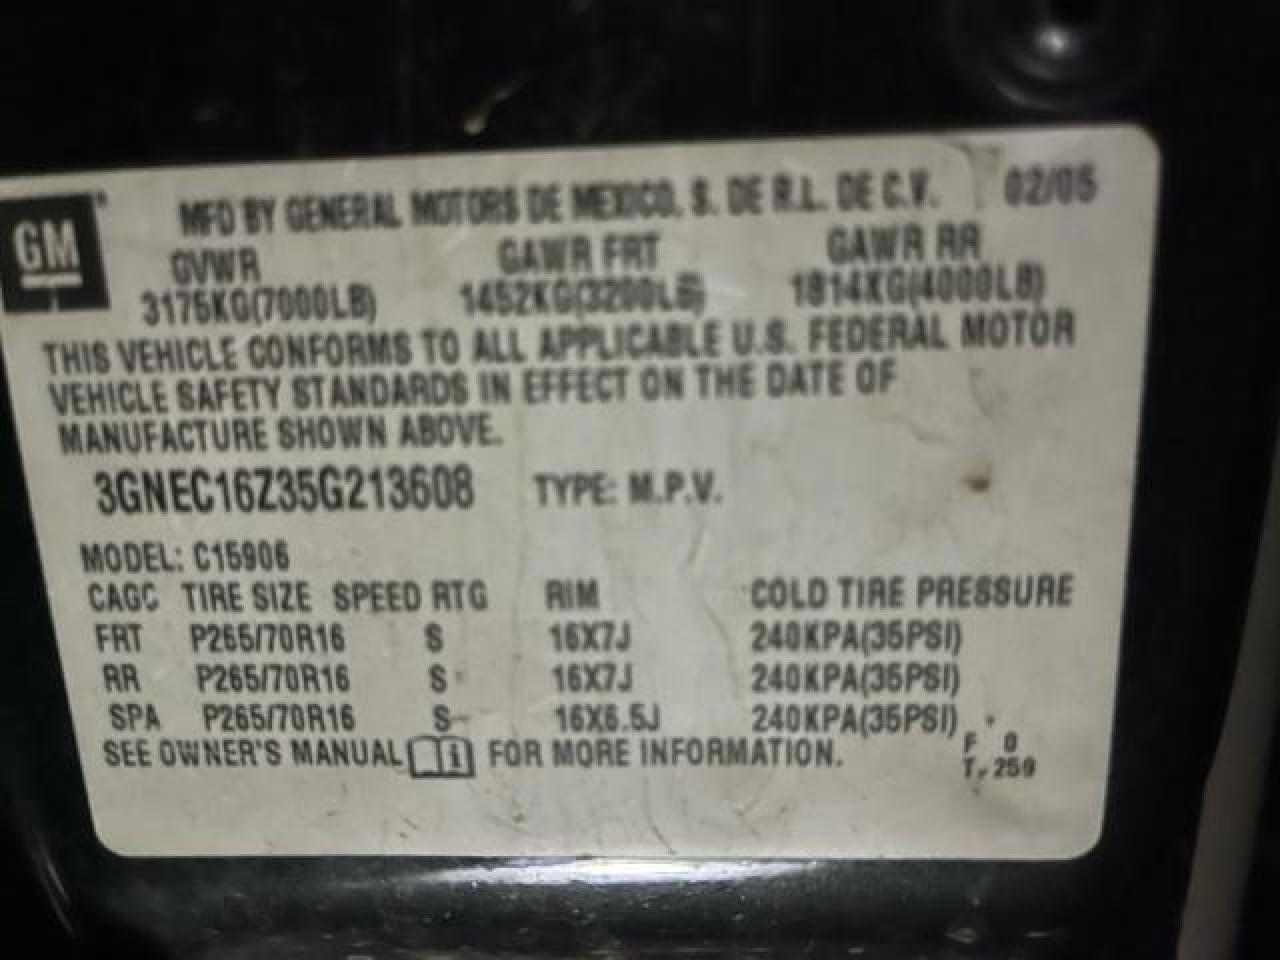 GM
MFD BY GENERAL MOTORS DE MEXICO, S. DE R.L. DE C.V. 02/05
GVWR GAWR FRT GAWR RR
3175KG(7000LB) 1452KG(3200LB) 1814KG(4000LB)
THIS VEHICLE CONFORMS TO ALL APPLICABLE U.S. FEDERAL MOTOR
VEHICLE SAFETY STANDARDS IN EFFECT ON THE DATE OF
MANUFACTURE SHOWN ABOVE.
3GNEC16Z35G213608 TYPE: M.P.V.
MODEL: C15906
CAGC TIRE SIZE SPEED RTG RIM COLD TIRE PRESSURE
FRT P265/70R16 S 16X7J 240KPA(35PSI)
RR P265/70R16 S 16X7J 240KPA(35PSI)
SPA P265/70R16 S 16X6.5J 240KPA(35PSI)
SEE OWNER'S MANUAL FOR MORE INFORMATION.
F 0
T 259